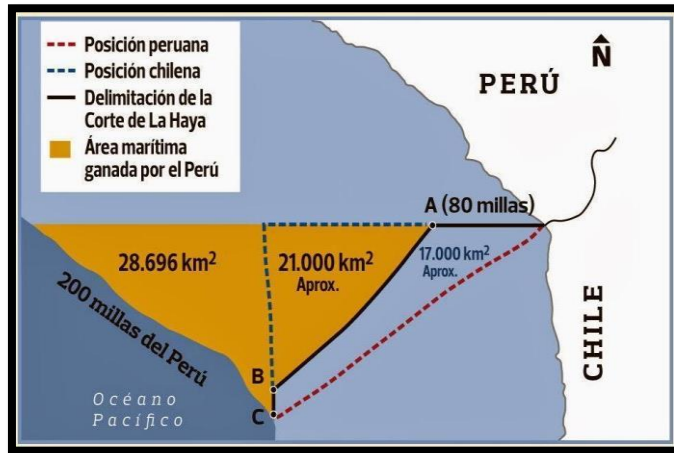 Posición peruana
Posición chilena
Delimitación de la
Corte de La Haya
Área marítima
ganada por el Perú
N
PERÚ
A (80 millas)
28.696 km²
21.000 km²
Aprox.
17.000 km²
Aprox.
200 millas del Perú
CHILE
B
C
Océano
Pacífico